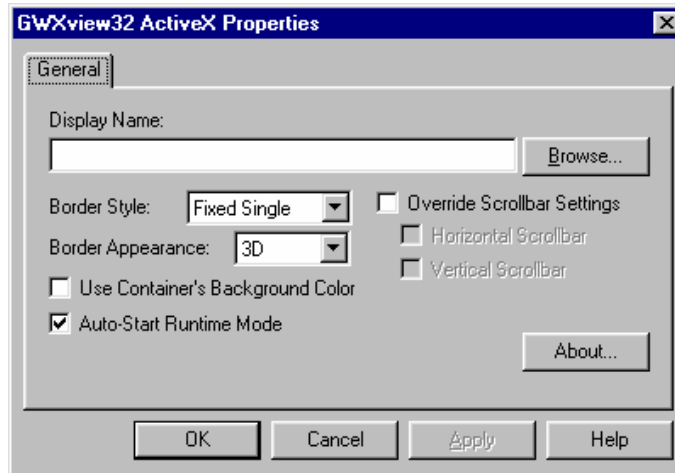 GWXview32 ActiveX Properties
General
Display Name:
Browse...
Border Style: Fixed Single
Override Scrollbar Settings
Horizontal Scrollbar
Border Appearance: 3D
Vertical Scrollbar
Use Container's Background Color
Auto-Start Runtime Mode
About...
OK Cancel Apply Help